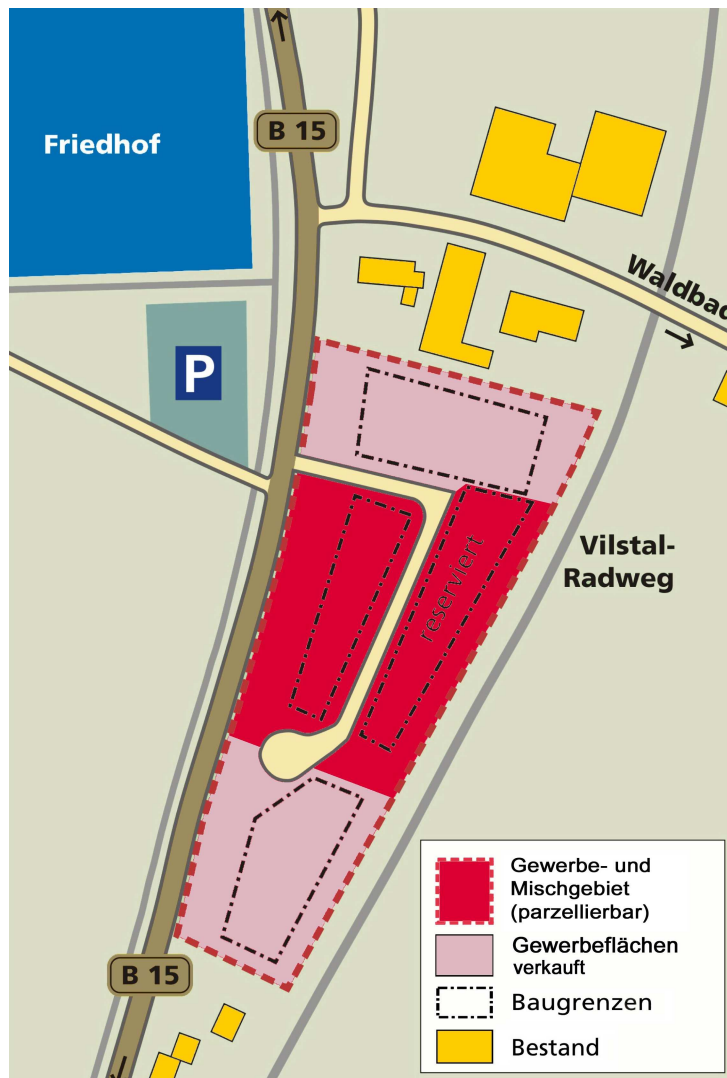 B 15
Friedhof
Waldbac
P
Vilstal-
Radweg
reserviert
B 15
Gewerbe- und
Mischgebiet
(parzellierbar)
Gewerbeflächen
verkauft
Baugrenzen
Bestand